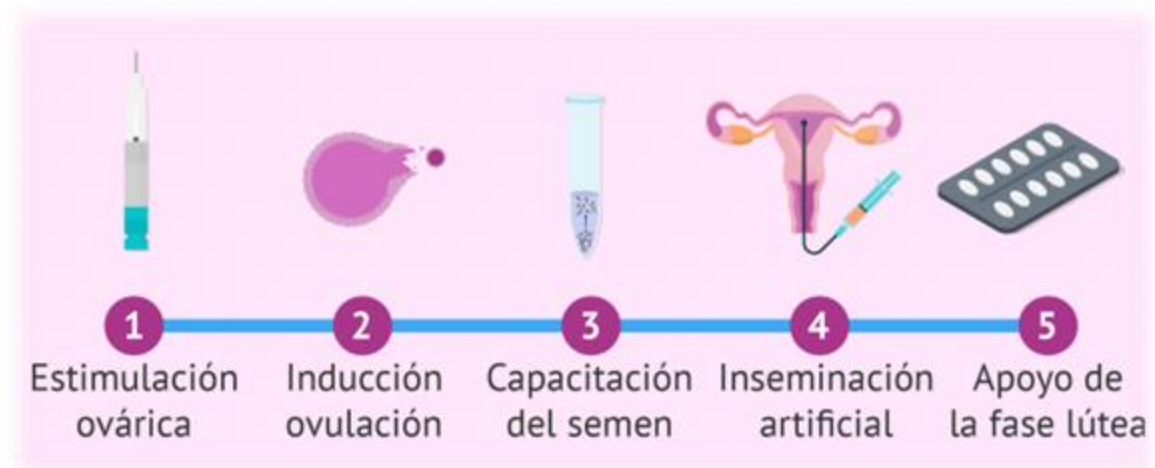 1
Estimulación
ovárica
2
Inducción
ovulación
3
Capacitación
del semen
4
Inseminación
artificial
5
Apoyo de
la fase lútea